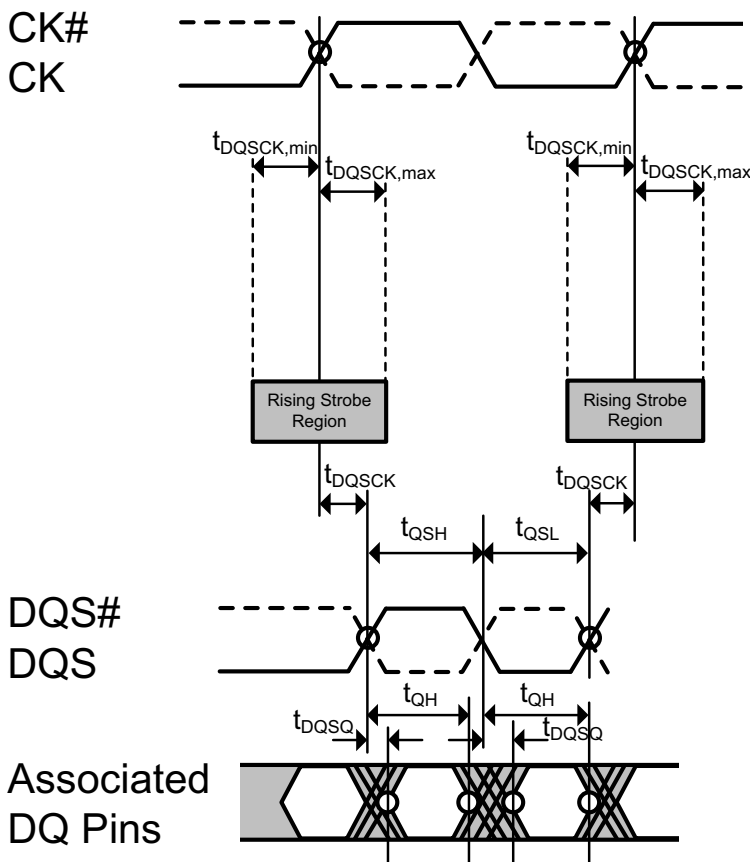 CK#
CK
tDQSCK,min
tDQSCK,max
tDQSCK,min
tDQSCK,max
Rising Strobe
Region
Rising Strobe
Region
tDQSCK
tDQSCK
tQSH
tQSL
DQS#
DQS
tQH
tQH
tDQSQ
tDQSQ
Associated
DQ Pins